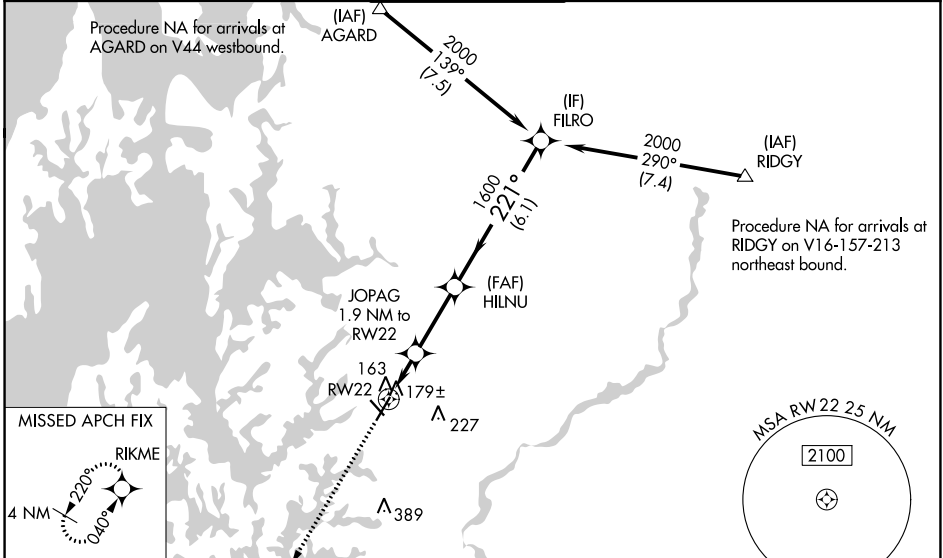 Procedure NA for arrivals at
AGARD on V44 westbound.
(IAF)
AGARD
2000
139°
(7.5)
(IF)
FILRO
2000
290°
(7.4)
(IAF)
RIDGY
Procedure NA for arrivals at
RIDGY on V16-157-213
northeast bound.
1600
221°
(6.1)
(FAF)
HILNU
JOPAG
1.9 NM to
RW22
163
RW22
179±
227
389
MISSED APCH FIX
RIKME
4 NM
220°
040°
MSA RW 22 25 NM
2100